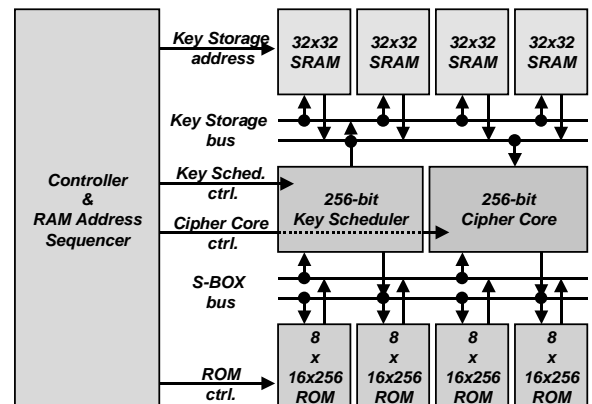 Key Storage
address
32x32
SRAM
32x32
SRAM
32x32
SRAM
32x32
SRAM
Key Storage
bus
Controller
&
RAM Address
Sequencer
Key Sched.
ctrl.
256-bit
Key Scheduler
256-bit
Cipher Core
Cipher Core
ctrl.
S-BOX
bus
ROM
ctrl.
8
x
16x256
ROM
8
x
16x256
ROM
8
x
16x256
ROM
8
x
16x256
ROM